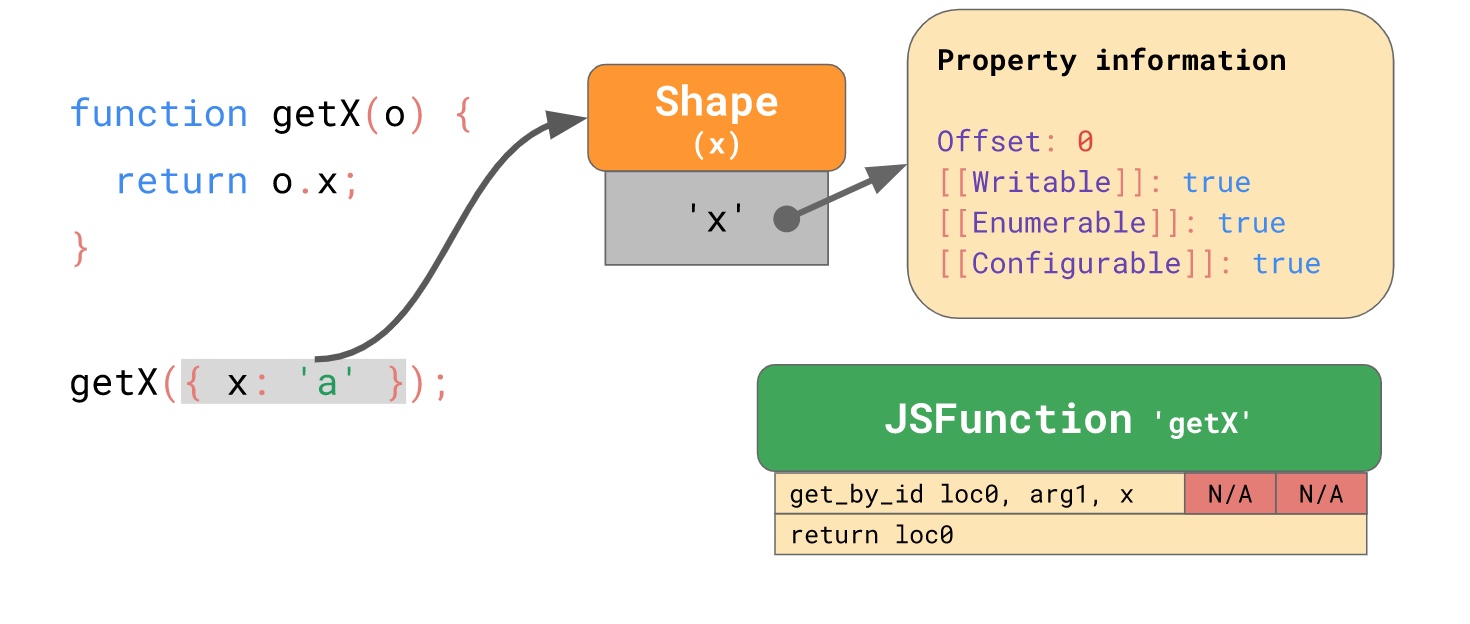 function getX(o) {
  return o.x;
}
getX({ x: 'a' });
Shape
(x)
'x'
Property information
Offset: 0
[[Writable]]: true
[[Enumerable]]: true
[[Configurable]]: true
JSFunction 'getX'
get_by_id loc0, arg1, x N/A N/A
return loc0